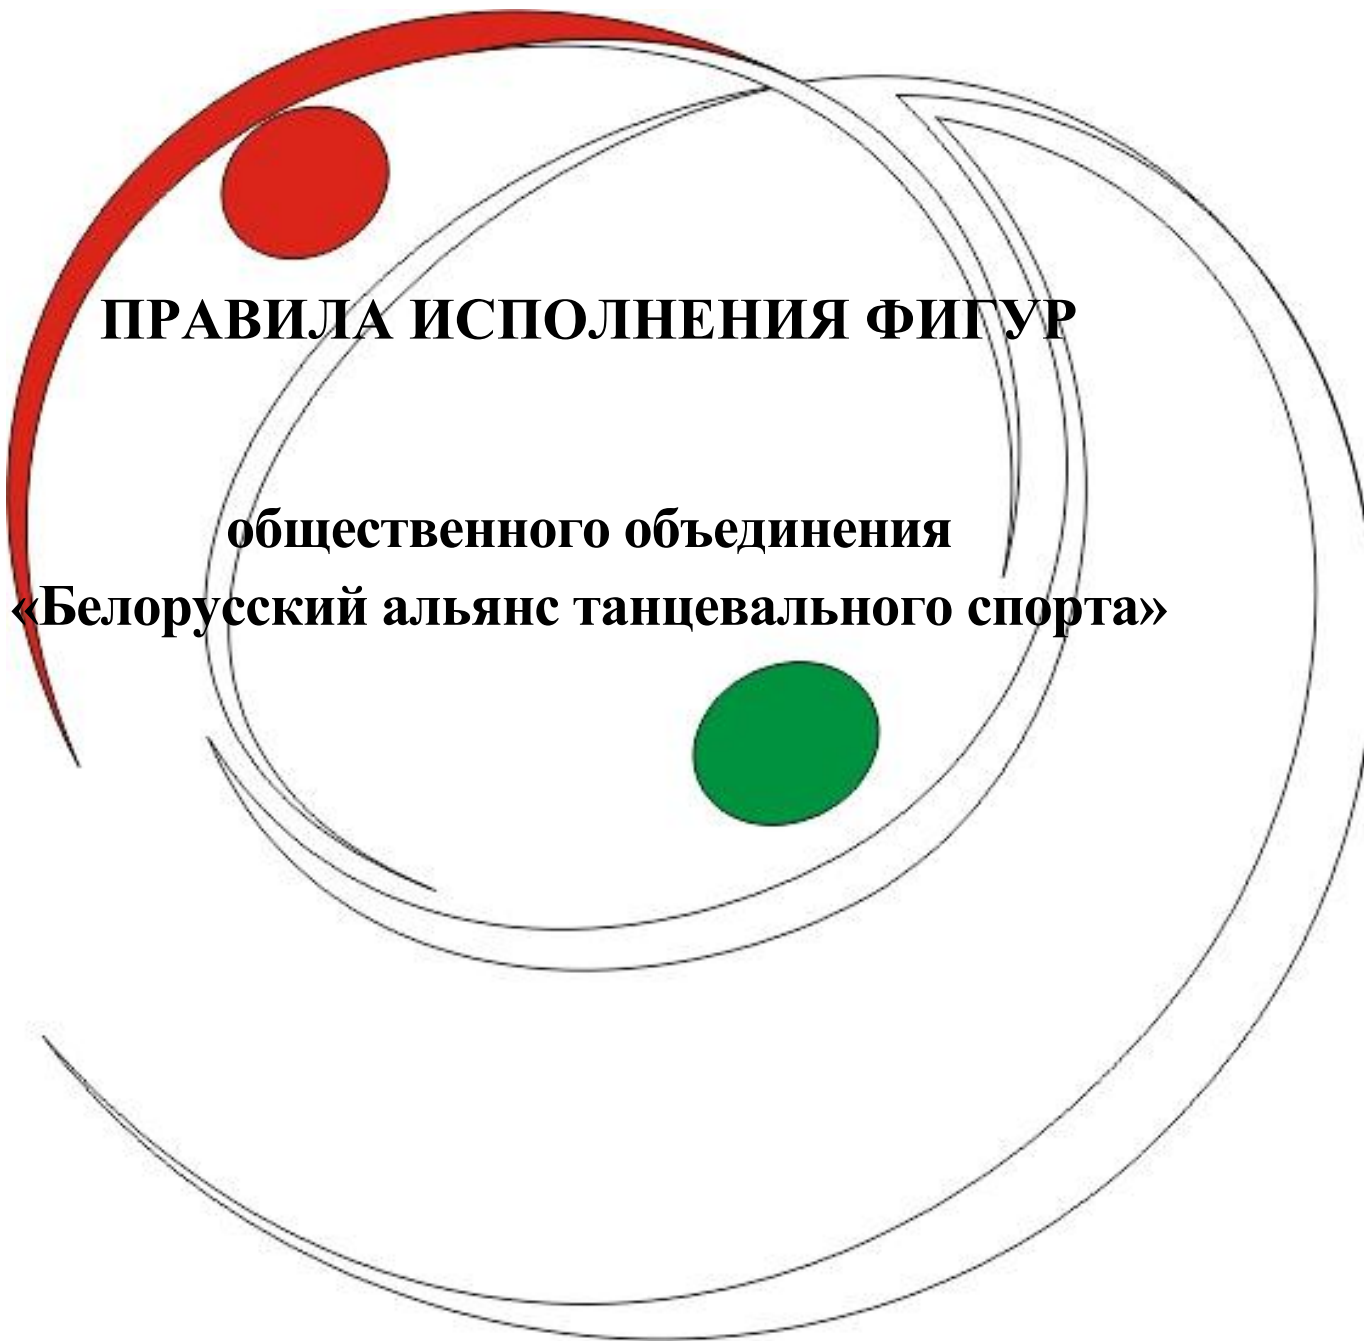 ПРАВИЛА ИСПОЛНЕНИЯ ФИГУР
общественного объединения
«Белорусский альянс танцевального спорта»